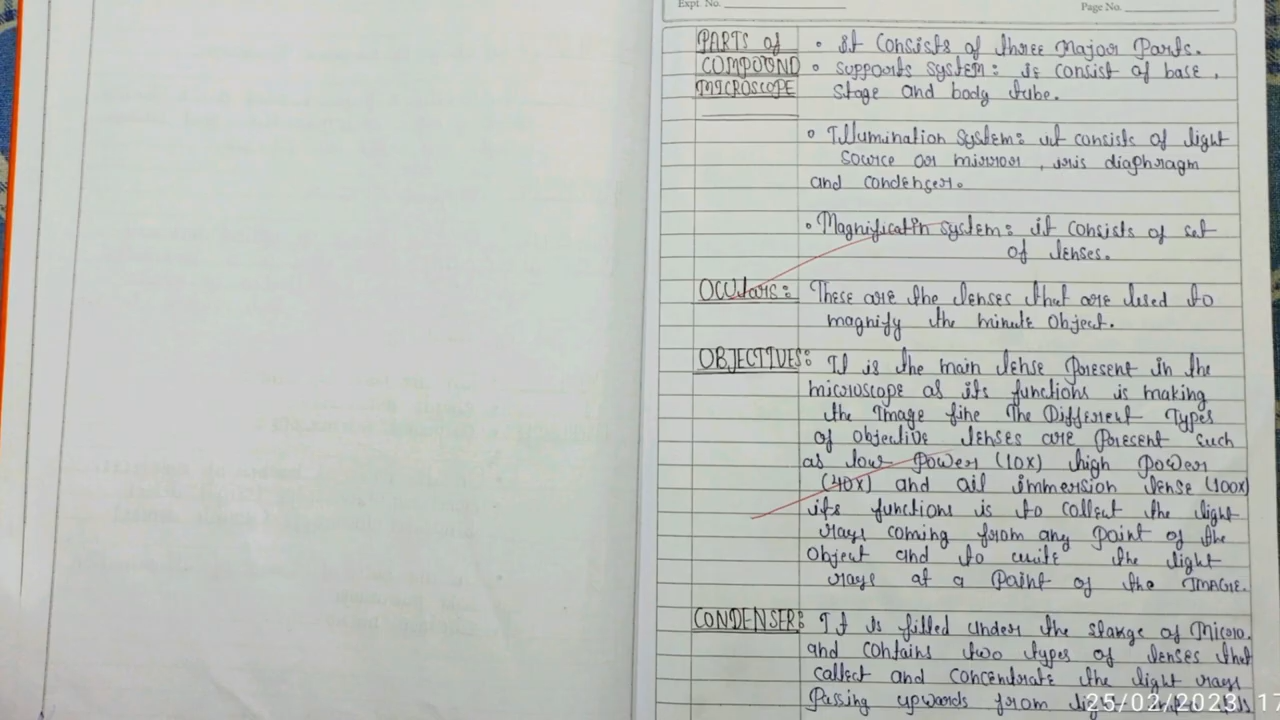 Expt. No.
Page No.
PARTS of
COMPOUND
MICROSCOPE
• It Consists of three Major Parts.
• Supports System: it consist of base,
stage and body tube.
• Illumination System: it consists of light
source or mirror, iris diaphragm
and condenser.
• Magnificatin System: it consists of set
of lenses.
Oculars: These are the lenses that are used to
magnify the minute object.
OBJECTIVES: It is the main lense present in the
microscope as its functions is making
the Image fine The Different Types
of objective lenses are present such
as low power (10x) high power
(40x) and oil immersion lense (100x)
its functions is to collect the light
rays coming from any point of the
object and to unite the light
rays at a point of the IMAGE.
CONDENSER: It is filled under the stage of Micro.
and contains two types of lenses that
collect and concentrate the light rays
Passing upwards from light
25/02/2023 17